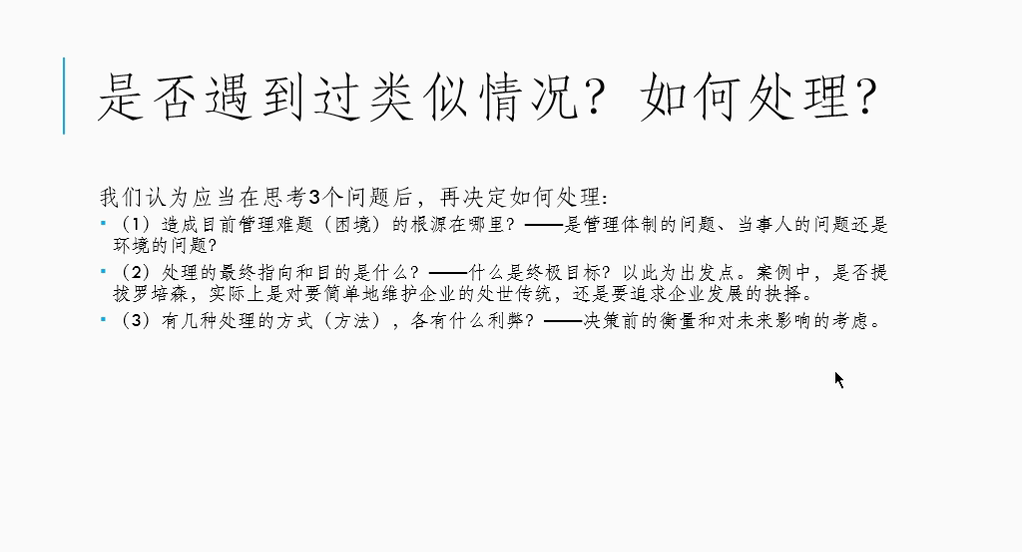 是否遇到过类似情况？如何处理？
我们认为应当在思考3个问题后，再决定如何处理：
▪（1）造成目前管理难题（困境）的根源在哪里？——是管理体制的问题、当事人的问题还是
环境的问题？
▪（2）处理的最终指向和目的是什么？——什么是终极目标？以此为出发点。案例中，是否提
拔罗培森，实际上是对要简单地维护企业的处世传统，还是要追求企业发展的抉择。
▪（3）有几种处理的方式（方法），各有什么利弊？——决策前的衡量和对未来影响的考虑。